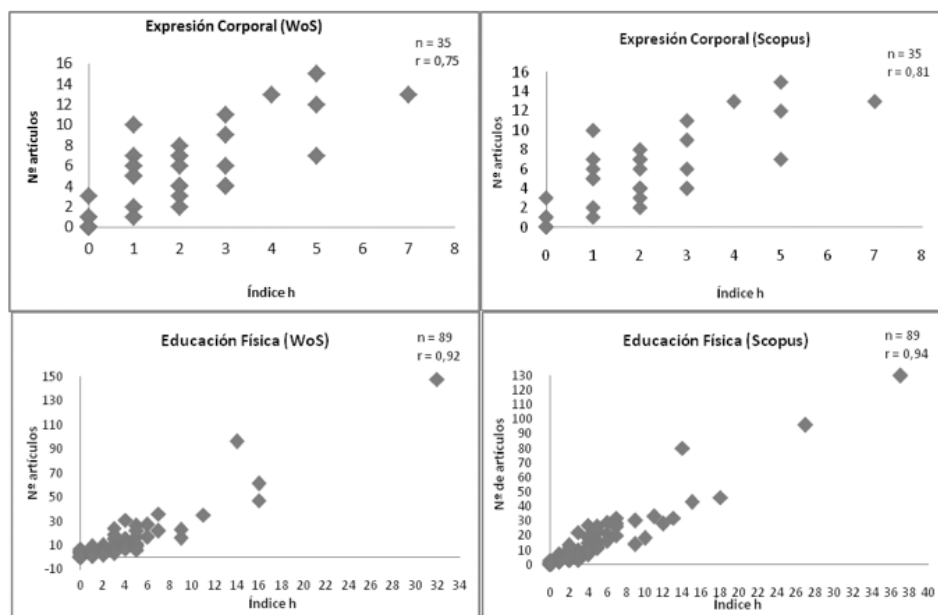 Expresión Corporal (WoS)
n = 35
r = 0,75
16
14
12
10
8
6
4
2
0
Nº artículos
0 1 2 3 4 5 6 7 8
Índice h
Expresión Corporal (Scopus)
n = 35
r = 0,81
16
14
12
10
8
6
4
2
0
Nº artículos
0 1 2 3 4 5 6 7 8
Índice h
Educación Física (WoS)
n = 89
r = 0,92
150
130
110
90
70
50
30
10
-10
Nº artículos
0 2 4 6 8 10 12 14 16 18 20 22 24 26 28 30 32 34
Índice h
Educación Física (Scopus)
n = 89
r = 0,94
130
120
110
100
90
80
70
60
50
40
30
20
10
0
Nº de artículos
0 2 4 6 8 10 12 14 16 18 20 22 24 26 28 30 32 34 36 38 40
Índice h